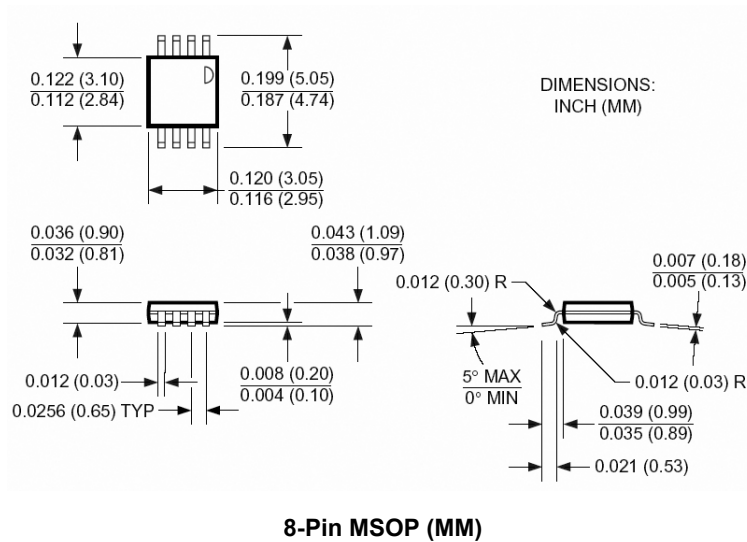 0.122 (3.10)
0.112 (2.84)
0.199 (5.05)
0.187 (4.74)
DIMENSIONS:
INCH (MM)
0.120 (3.05)
0.116 (2.95)
0.036 (0.90)
0.032 (0.81)
0.043 (1.09)
0.038 (0.97)
0.007 (0.18)
0.005 (0.13)
0.012 (0.30) R
0.012 (0.03)
0.008 (0.20)
0.004 (0.10)
0.0256 (0.65) TYP
5° MAX
0° MIN
0.012 (0.03) R
0.039 (0.99)
0.035 (0.89)
0.021 (0.53)
8-Pin MSOP (MM)